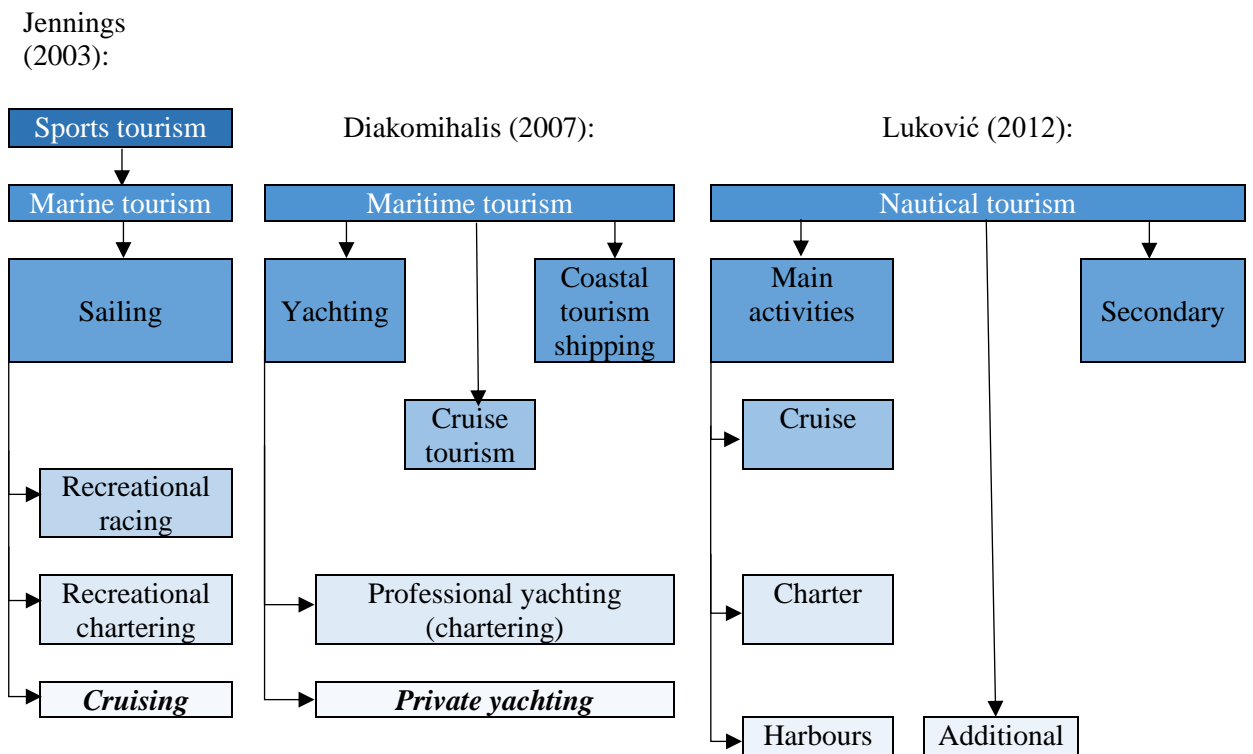 Jennings
(2003):
Sports tourism
Diakomihalis (2007):
Luković (2012):
Marine tourism
Maritime tourism
Nautical tourism
Sailing
Yachting
Coastal
tourism
shipping
Main
activities
Secondary
Cruise
tourism
Cruise
Recreational
racing
Recreational
chartering
Professional yachting
(chartering)
Charter
Cruising
Private yachting
Harbours
Additional